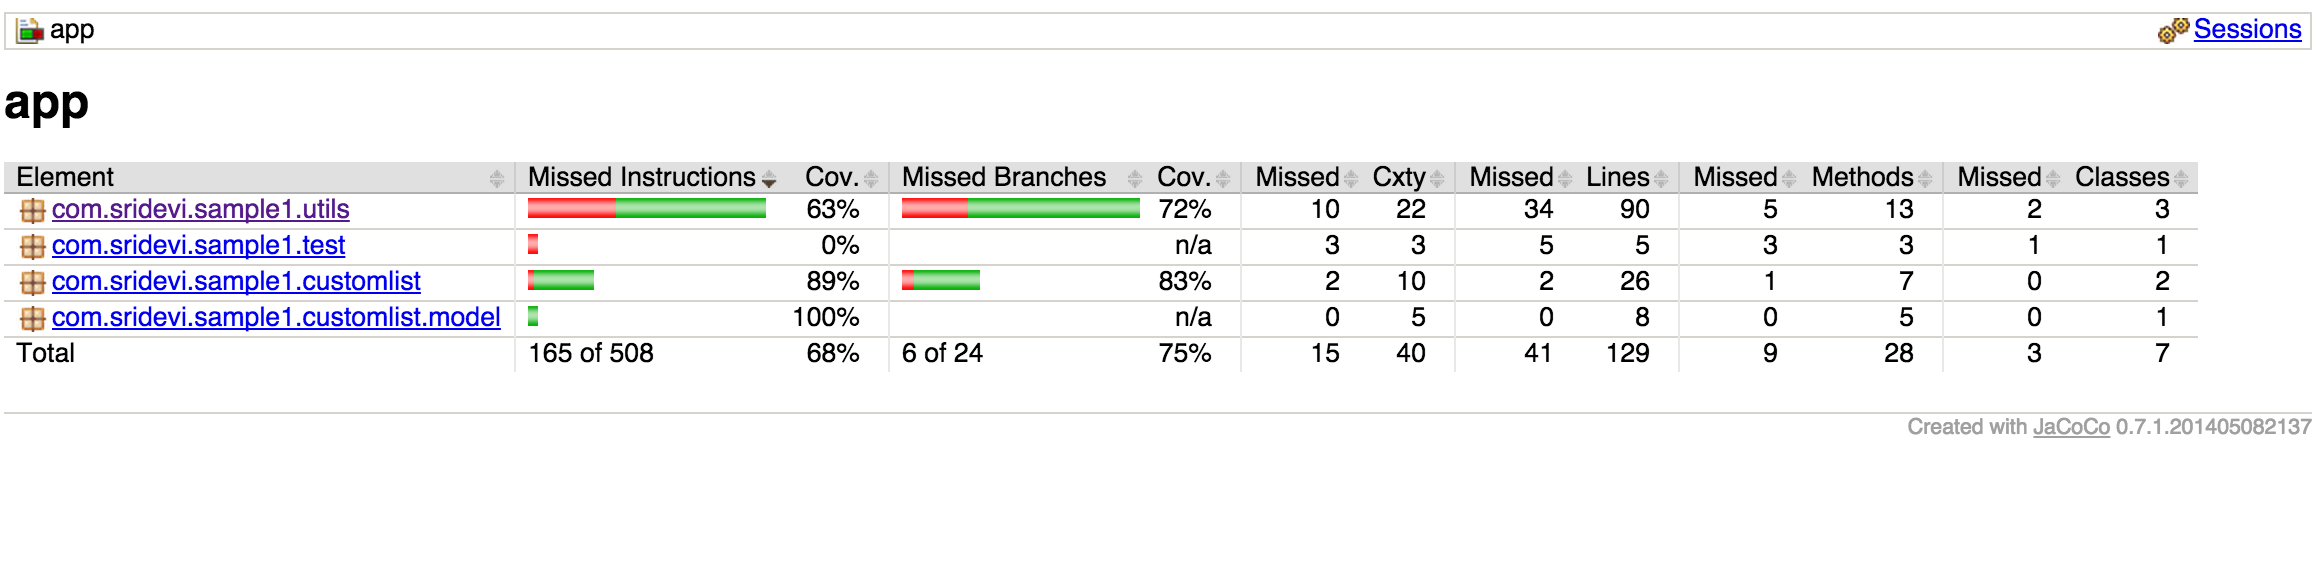 app Sessions
app
Element Missed Instructions Cov. Missed Branches Cov. Missed Cxty Missed Lines Missed Methods Missed Classes
com.sridevi.sample1.utils 63% 72% 10 22 34 90 5 13 2 3
com.sridevi.sample1.test 0% n/a 3 3 5 5 3 3 1 1
com.sridevi.sample1.customlist 89% 83% 2 10 2 26 1 7 0 2
com.sridevi.sample1.customlist.model 100% n/a 0 5 0 8 0 5 0 1
Total 165 of 508 68% 6 of 24 75% 15 40 41 129 9 28 3 7
Created with JaCoCo 0.7.1.201405082137